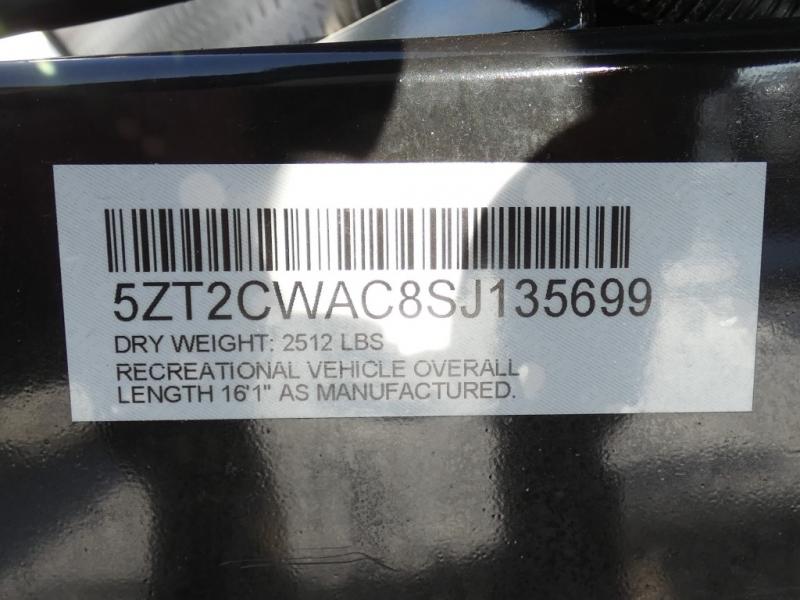 5ZT2CWAC8SJ135699
DRY WEIGHT: 2512 LBS
RECREATIONAL VEHICLE OVERALL
LENGTH 16'1" AS MANUFACTURED.